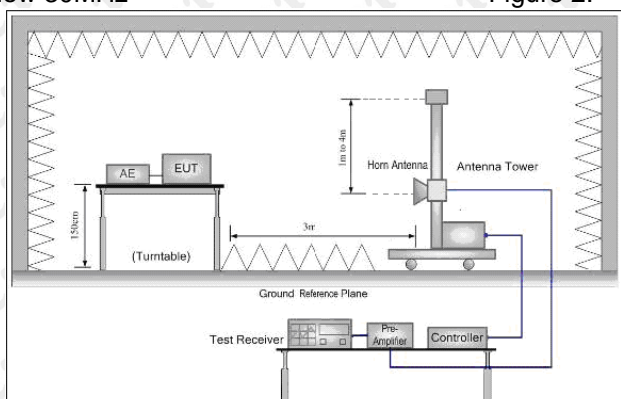 ow 30MHz
Figure 2.
1m to 4m
Horn Antenna
Antenna Tower
AE
EUT
150cm
3m
(Turntable)
Ground Reference Plane
Test Receiver
Pre-
Amplifier
Controller